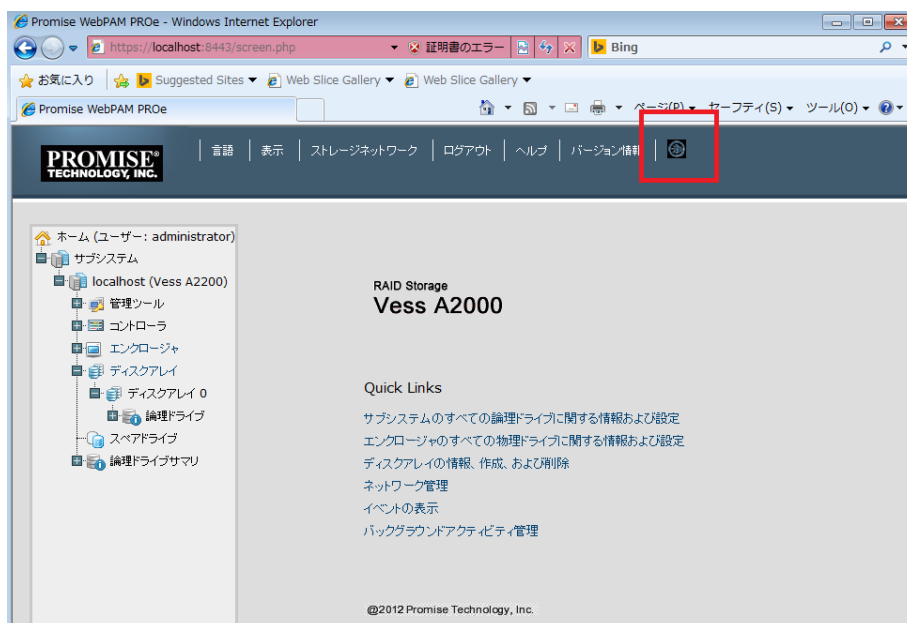 Promise WebPAM PROe - Windows Internet Explorer
https://localhost:8443/screen.php 証明書のエラー Bing
お気に入り Suggested Sites Web Slice Gallery Web Slice Gallery
Promise WebPAM PROe ページ(P) セーフティ(S) ツール(O)
PROMISE®
TECHNOLOGY, INC.
言語 表示 ストレージネットワーク ログアウト ヘルプ バージョン情報
ホーム (ユーザー: administrator)
サブシステム
localhost (Vess A2200)
管理ツール
コントローラ
エンクロージャ
ディスクアレイ
ディスクアレイ 0
論理ドライブ
スペアドライブ
論理ドライブサマリ
RAID Storage
Vess A2000
Quick Links
サブシステムのすべての論理ドライブに関する情報および設定
エンクロージャのすべての物理ドライブに関する情報および設定
ディスクアレイの情報、作成、および削除
ネットワーク管理
イベントの表示
バックグラウンドアクティビティ管理
@2012 Promise Technology, Inc.